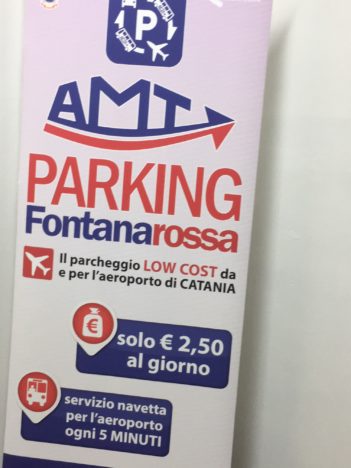 P
AMT
PARKING
Fontanarossa
Il parcheggio LOW COST da
e per l'aeroporto di CATANIA
€
solo € 2,50
al giorno
servizio navetta
per l'aeroporto
ogni 5 MINUTI